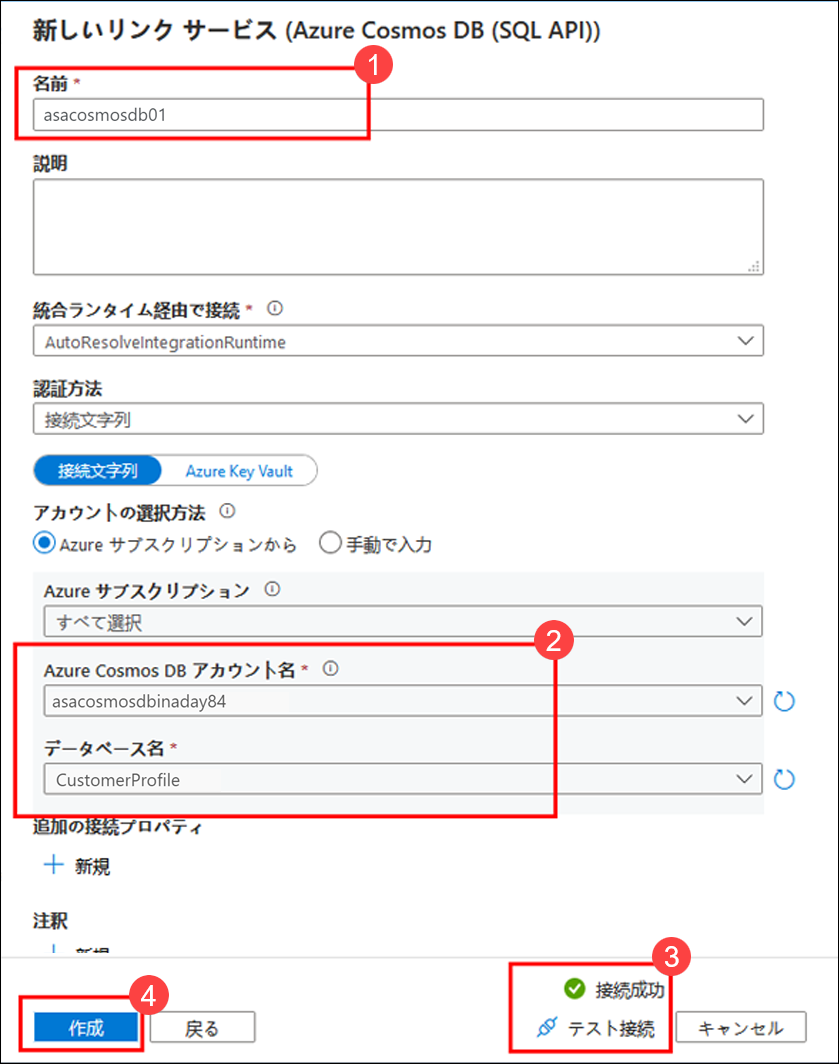 新しいリンク サービス (Azure Cosmos DB (SQL API))
1
名前 *
asacosmosdb01
説明
統合ランタイム経由で接続 *
AutoResolveIntegrationRuntime
認証方法
接続文字列
接続文字列 Azure Key Vault
アカウントの選択方法
Azure サブスクリプションから 手動で入力
Azure サブスクリプション
すべて選択
2
Azure Cosmos DB アカウント名 *
asacosmosdbinaday84
データベース名 *
CustomerProfile
追加の接続プロパティ
新規
注釈
新規
3
接続成功
4
作成 戻る テスト接続 キャンセル